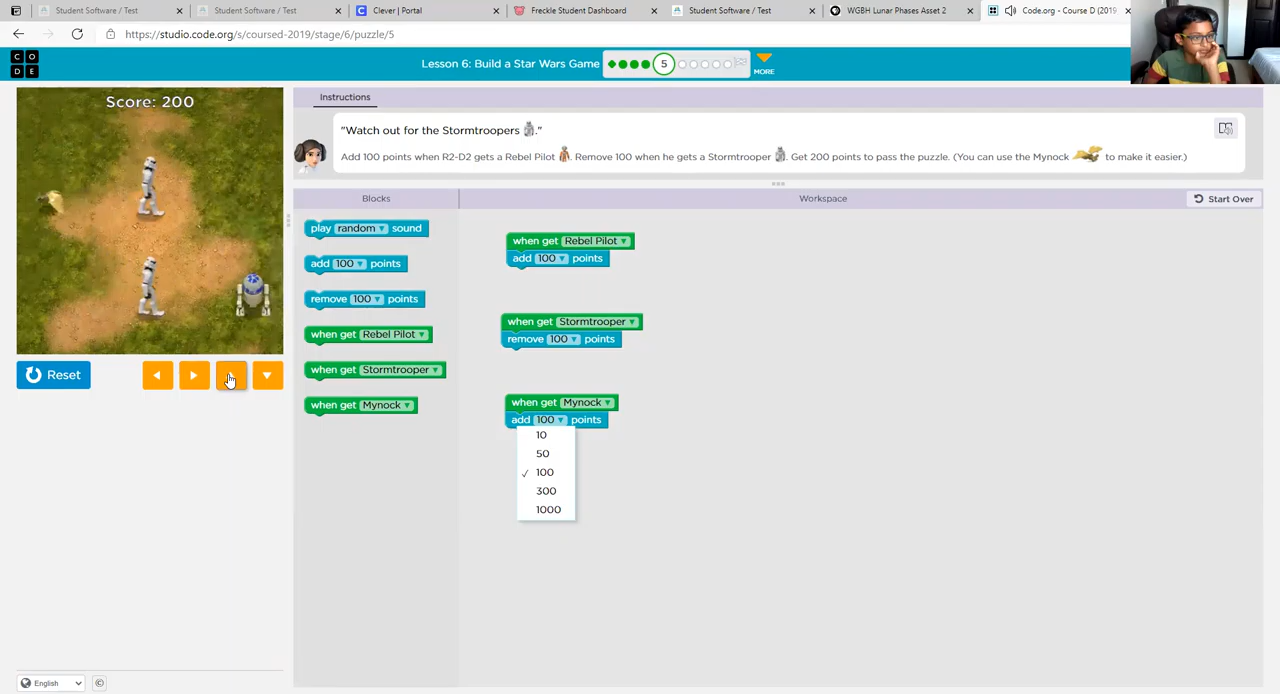 Student Software / Test
Student Software / Test
Clever | Portal
Freckle Student Dashboard
Student Software / Test
WGBH Lunar Phases Asset 2
Code.org - Course D (2019
https://studio.code.org/s/coursed-2019/stage/6/puzzle/5
C O
D E
Lesson 6: Build a Star Wars Game
5
MORE
Score: 200
Reset
Instructions
"Watch out for the Stormtroopers ."
Add 100 points when R2-D2 gets a Rebel Pilot . Remove 100 when he gets a Stormtrooper . Get 200 points to pass the puzzle. (You can use the Mynock to make it easier.)
Blocks
Workspace
Start Over
play random sound
add 100 points
remove 100 points
when get Rebel Pilot
when get Stormtrooper
when get Mynock
when get Rebel Pilot
add 100 points
when get Stormtrooper
remove 100 points
when get Mynock
add 100 points
10
50
✓ 100
300
1000
English
©